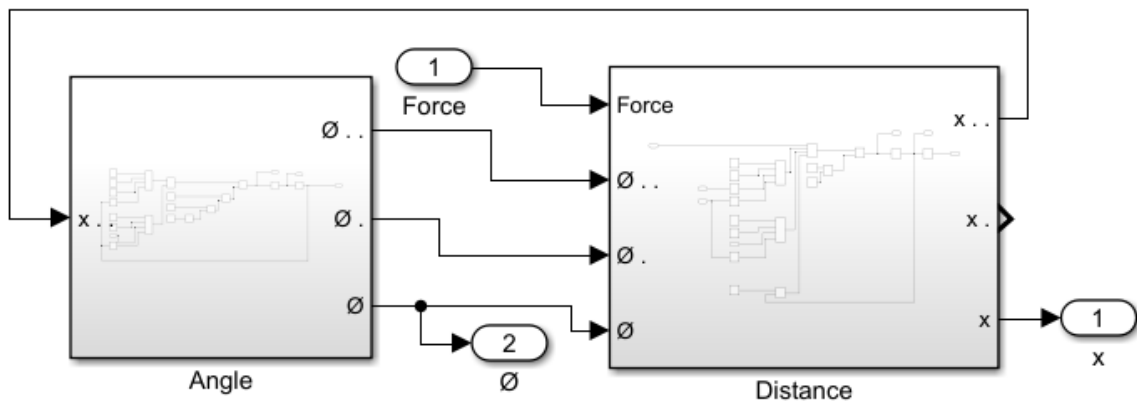 1
Force
Force
x . .
Ø . .
Ø . .
x . .
Ø .
x .
Ø .
Ø
Ø
x
1
x
2
Ø
Angle
Distance